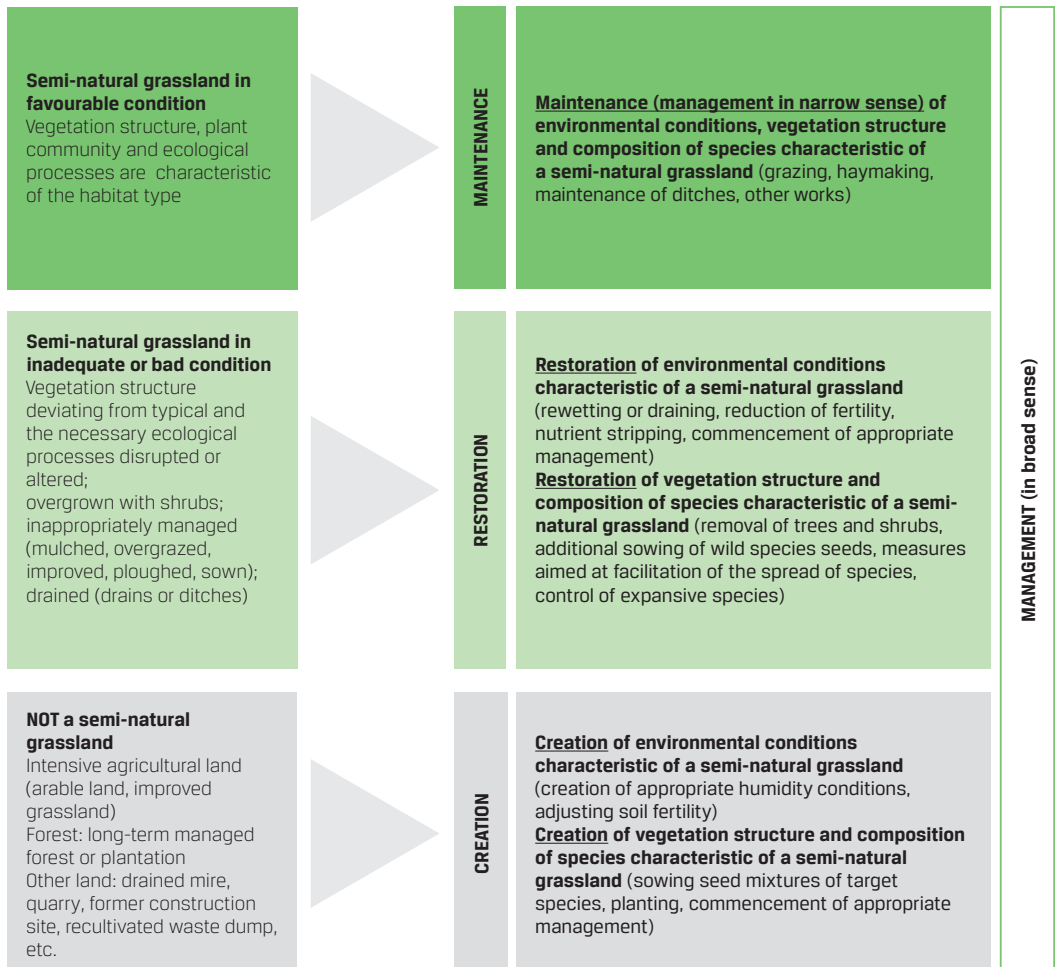 Semi-natural grassland in
favourable condition
Vegetation structure, plant
community and ecological
processes are characteristic
of the habitat type
MAINTENANCE
Maintenance (management in narrow sense) of
environmental conditions, vegetation structure
and composition of species characteristic of
a semi-natural grassland (grazing, haymaking,
maintenance of ditches, other works)
Semi-natural grassland in
inadequate or bad condition
Vegetation structure
deviating from typical and
the necessary ecological
processes disrupted or
altered;
overgrown with shrubs;
inappropriately managed
(mulched, overgrazed,
improved, ploughed, sown);
drained (drains or ditches)
RESTORATION
Restoration of environmental conditions
characteristic of a semi-natural grassland
(rewetting or draining, reduction of fertility,
nutrient stripping, commencement of appropriate
management)
Restoration of vegetation structure and
composition of species characteristic of a semi-
natural grassland (removal of trees and shrubs,
additional sowing of wild species seeds, measures
aimed at facilitation of the spread of species,
control of expansive species)
NOT a semi-natural
grassland
Intensive agricultural land
(arable land, improved
grassland)
Forest: long-term managed
forest or plantation
Other land: drained mire,
quarry, former construction
site, recultivated waste dump,
etc.
CREATION
Creation of environmental conditions
characteristic of a semi-natural grassland
(creation of appropriate humidity conditions,
adjusting soil fertility)
Creation of vegetation structure and composition
of species characteristic of a semi-natural
grassland (sowing seed mixtures of target
species, planting, commencement of appropriate
management)
MANAGEMENT (in broad sense)